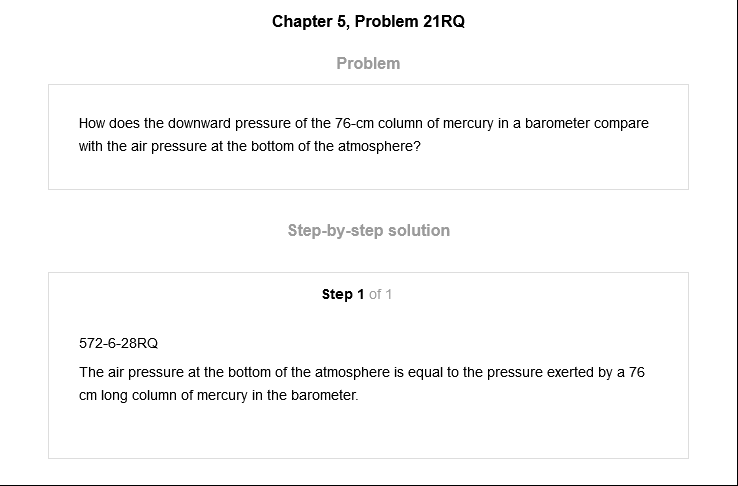 Chapter 5, Problem 21RQ
Problem
How does the downward pressure of the 76-cm column of mercury in a barometer compare
with the air pressure at the bottom of the atmosphere?
Step-by-step solution
Step 1 of 1
572-6-28RQ
The air pressure at the bottom of the atmosphere is equal to the pressure exerted by a 76
cm long column of mercury in the barometer.